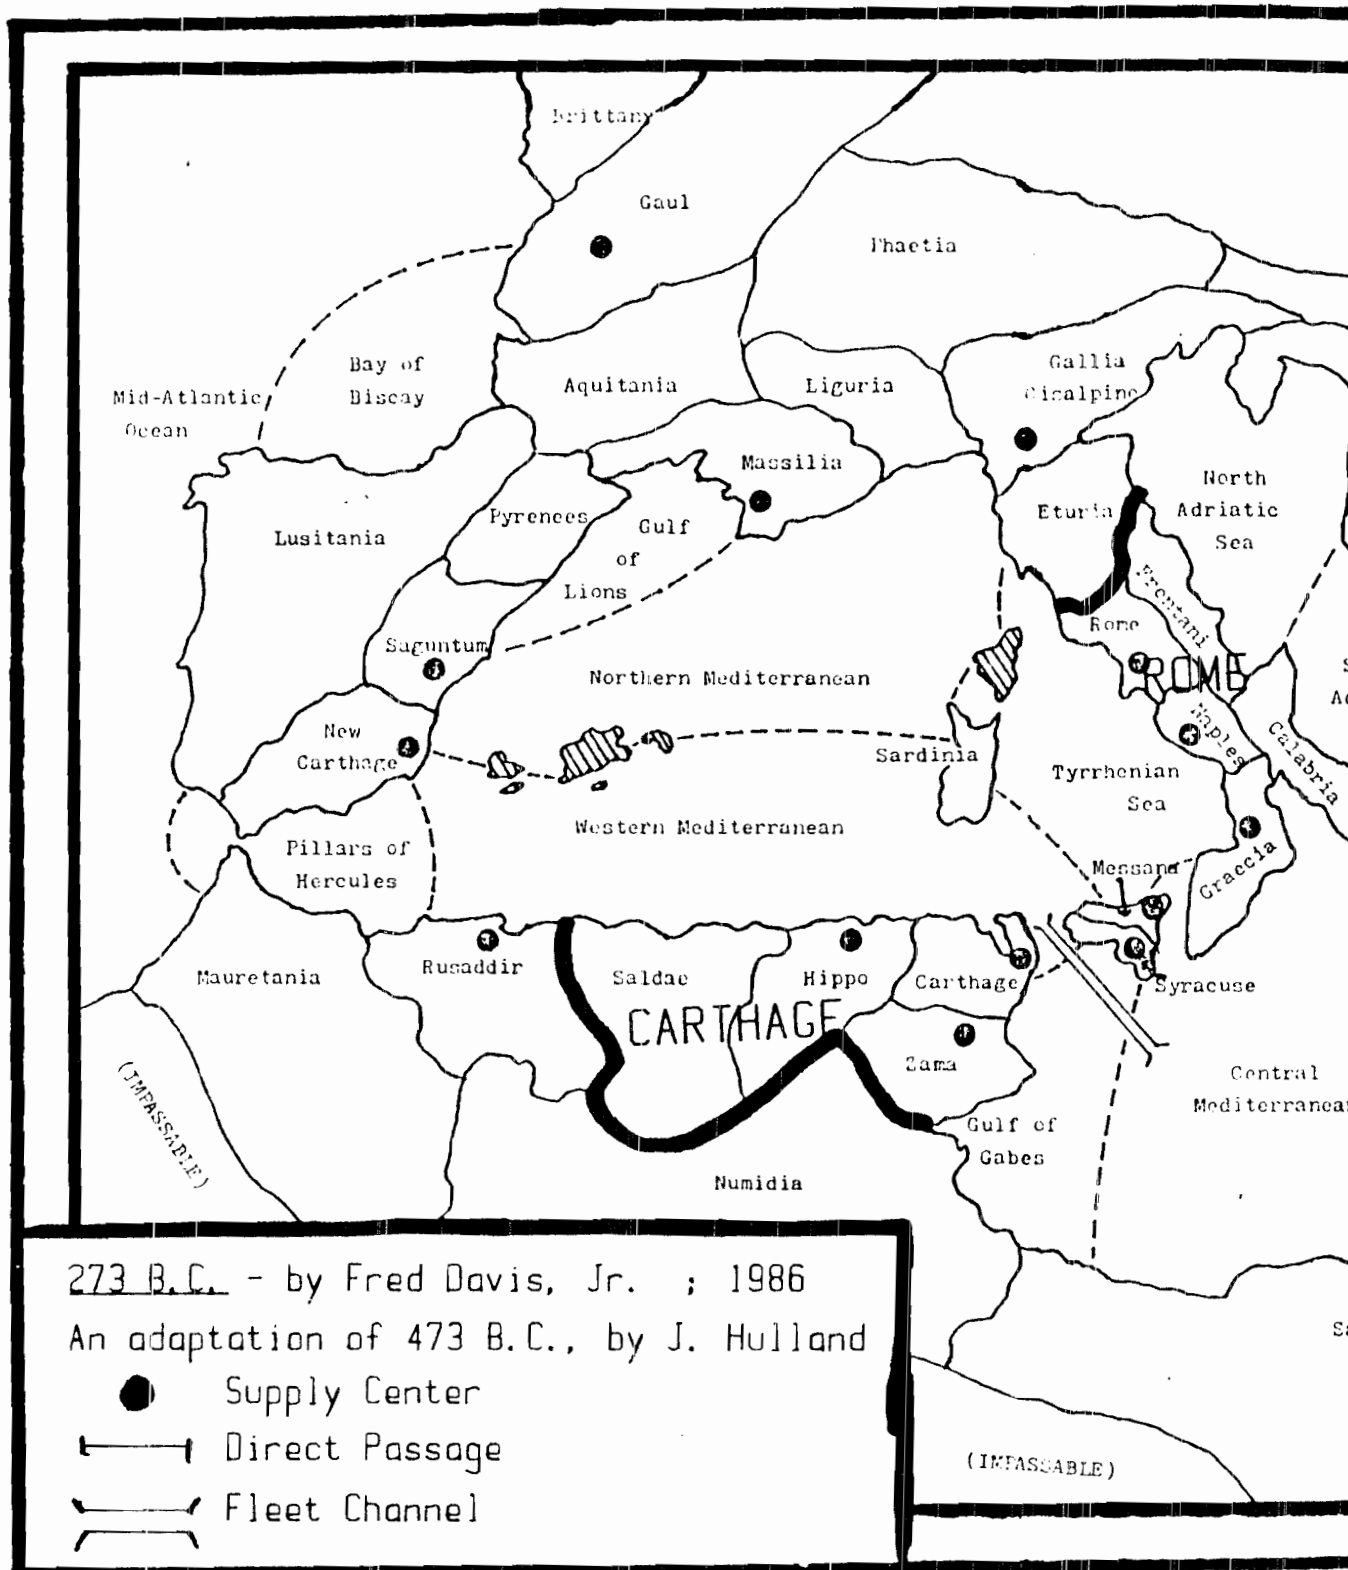 Brittany
Gaul
Phaetia
Bay of
Biscay
Mid-Atlantic
Ocean
Aquitania
Liguria
Gallia
Cicalpine
Massilia
North
Adriatic
Sea
Lusitania
Pyrenees
Gulf
of
Lions
Eturia
Frentani
Rome
ROME
Saguntum
Northern Mediterranean
New
Carthage
Sardinia
Naples
Calabria
Tyrrhenian
Sea
Western Mediterranean
Pillars of
Hercules
Messana
Graecia
Mauretania
Rusaddir
Saldae
Hippo
Carthage
Syracuse
CARTHAGE
Zama
Central
Mediterranean
Gulf of
Gabes
(IMPASSABLE)
Numidia
273 B.C. - by Fred Davis, Jr. ; 1986
An adaptation of 473 B.C., by J. Hulland
Supply Center
Direct Passage
Fleet Channel
(IMPASSABLE)